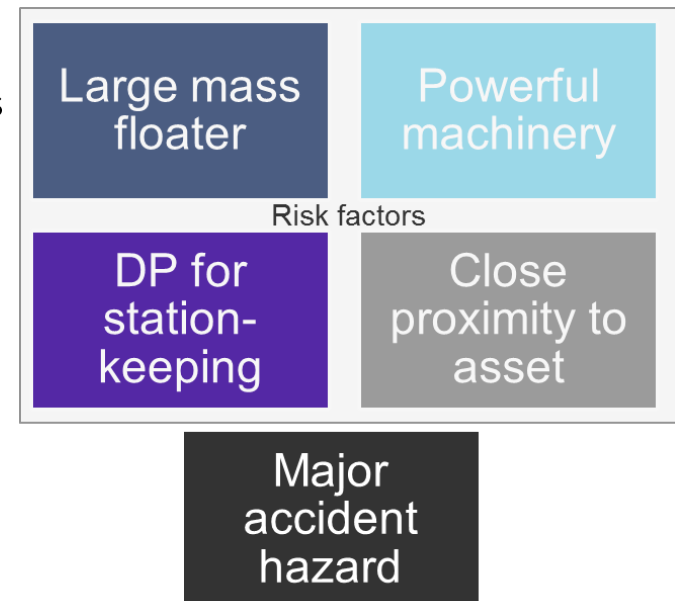 Large mass
floater
Powerful
machinery
Risk factors
DP for
station-
keeping
Close
proximity to
asset
Major
accident
hazard